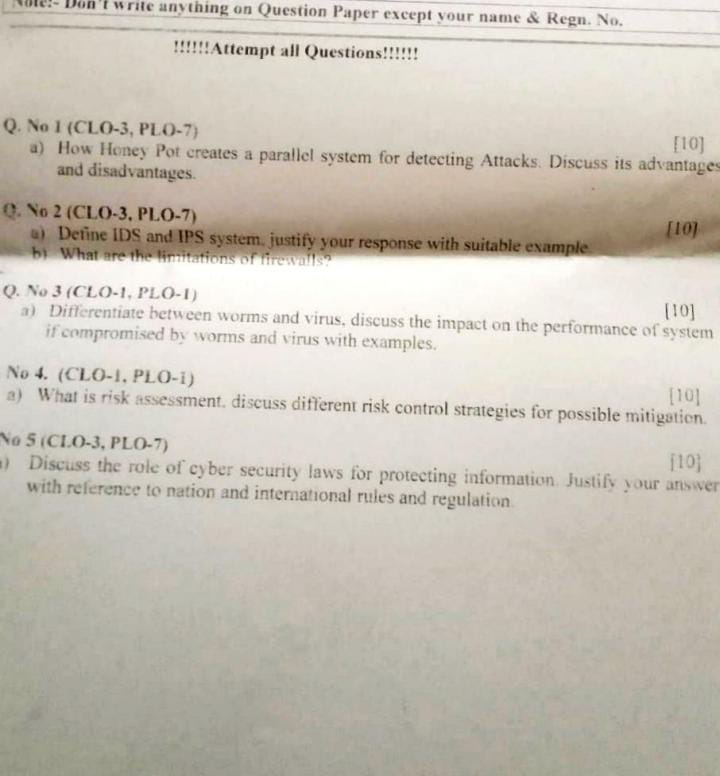 Note:- Don't write anything on Question Paper except your name & Regn. No.
!!!!!!Attempt all Questions!!!!!!
Q. No 1 (CLO-3, PLO-7)
[10]
a) How Honey Pot creates a parallel system for detecting Attacks. Discuss its advantages
and disadvantages.
Q. No 2 (CLO-3, PLO-7)
[10]
a) Define IDS and IPS system, justify your response with suitable example
b) What are the limitations of firewalls?
Q. No 3 (CLO-1, PLO-1)
[10]
a) Differentiate between worms and virus, discuss the impact on the performance of system
if compromised by worms and virus with examples.
No 4. (CLO-1, PLO-1)
[10]
a) What is risk assessment, discuss different risk control strategies for possible mitigation.
No 5 (CLO-3, PLO-7)
[10]
) Discuss the role of cyber security laws for protecting information. Justify your answer
with reference to nation and international rules and regulation